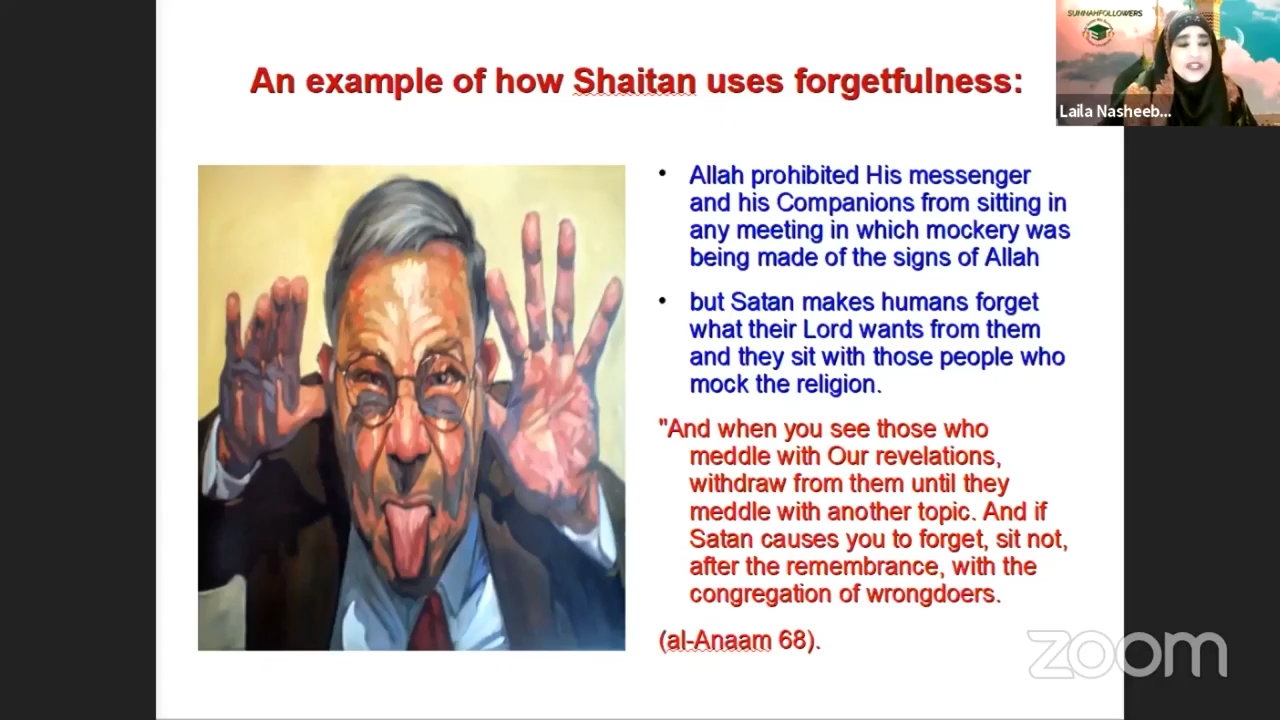 An example of how Shaitan uses forgetfulness:
SUNNAHFOLLOWERS
Laila Nasheeb...
• Allah prohibited His messenger
and his Companions from sitting in
any meeting in which mockery was
being made of the signs of Allah
• but Satan makes humans forget
what their Lord wants from them
and they sit with those people who
mock the religion.
"And when you see those who
meddle with Our revelations,
withdraw from them until they
meddle with another topic. And if
Satan causes you to forget, sit not,
after the remembrance, with the
congregation of wrongdoers.
(al-Anaam 68).
zoom